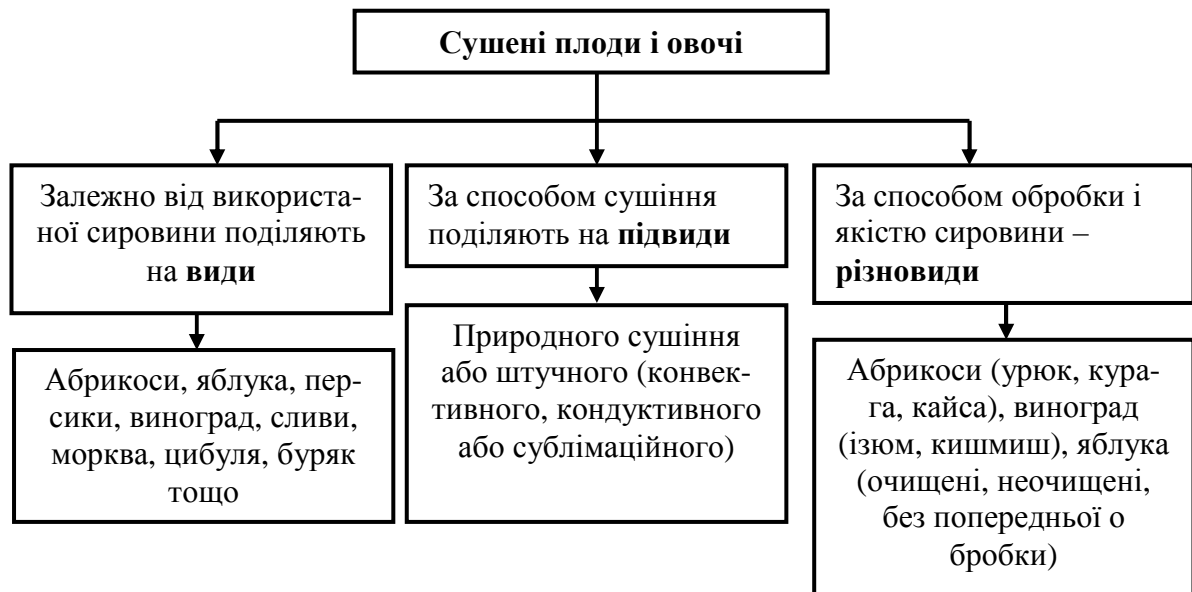 Сушені плоди і овочі
Залежно від використа-
ної сировини поділяють
на види
За способом сушіння
поділяють на підвиди
За способом обробки і
якістю сировини –
різновиди
Абрикоси, яблука, пер-
сики, виноград, сливи,
морква, цибуля, буряк
тощо
Природного сушіння
або штучного (конвек-
тивного, кондуктивного
або сублімаційного)
Абрикоси (урюк, кура-
га, кайса), виноград
(ізюм, кишмиш), яблука
(очищені, неочищені,
без попередньої о
бробки)